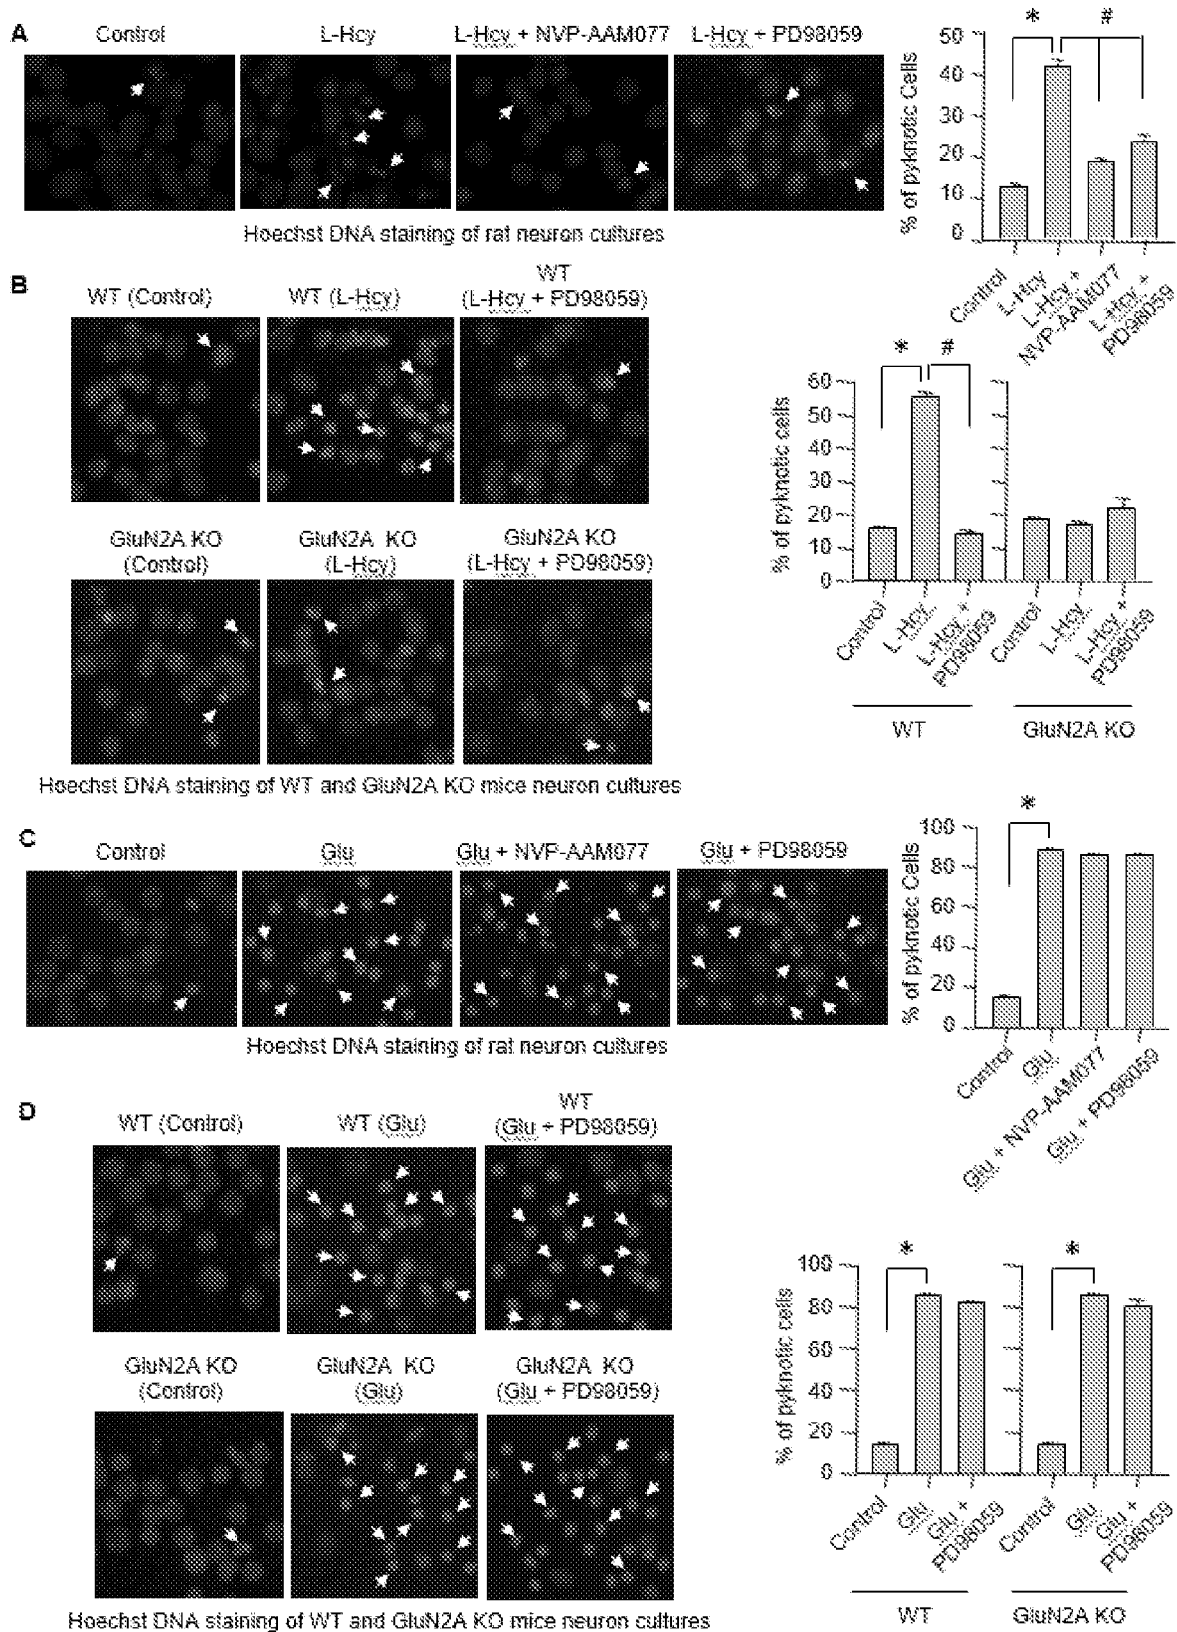 A
Control
L-Hcy
L-Hcy + NVP-AAM077
L-Hcy + PD98059
Hoechst DNA staining of rat neuron cultures
* #
% of pyknotic Cells
50
40
30
20
10
0
Control
L-Hcy
L-Hcy +
NVP-AAM077
L-Hcy +
PD98059
B
WT (Control)
WT (L-Hcy)
WT
(L-Hcy + PD98059)
GluN2A KO
(Control)
GluN2A KO
(L-Hcy)
GluN2A KO
(L-Hcy + PD98059)
Hoechst DNA staining of WT and GluN2A KO mice neuron cultures
* #
% of pyknotic cells
60
50
40
30
20
10
0
Control
L-Hcy
L-Hcy +
PD98059
Control
L-Hcy
L-Hcy +
PD98059
WT
GluN2A KO
C
Control
Glu
Glu + NVP-AAM077
Glu + PD98059
Hoechst DNA staining of rat neuron cultures
*
% of pyknotic Cells
100
80
60
40
20
0
Control
Glu
Glu + NVP-AAM077
Glu + PD98059
D
WT (Control)
WT (Glu)
WT
(Glu + PD98059)
GluN2A KO
(Control)
GluN2A KO
(Glu)
GluN2A KO
(Glu + PD98059)
Hoechst DNA staining of WT and GluN2A KO mice neuron cultures
* *
% of pyknotic cells
100
80
60
40
20
0
Control
Glu
Glu +
PD98059
Control
Glu
Glu +
PD98059
WT
GluN2A KO